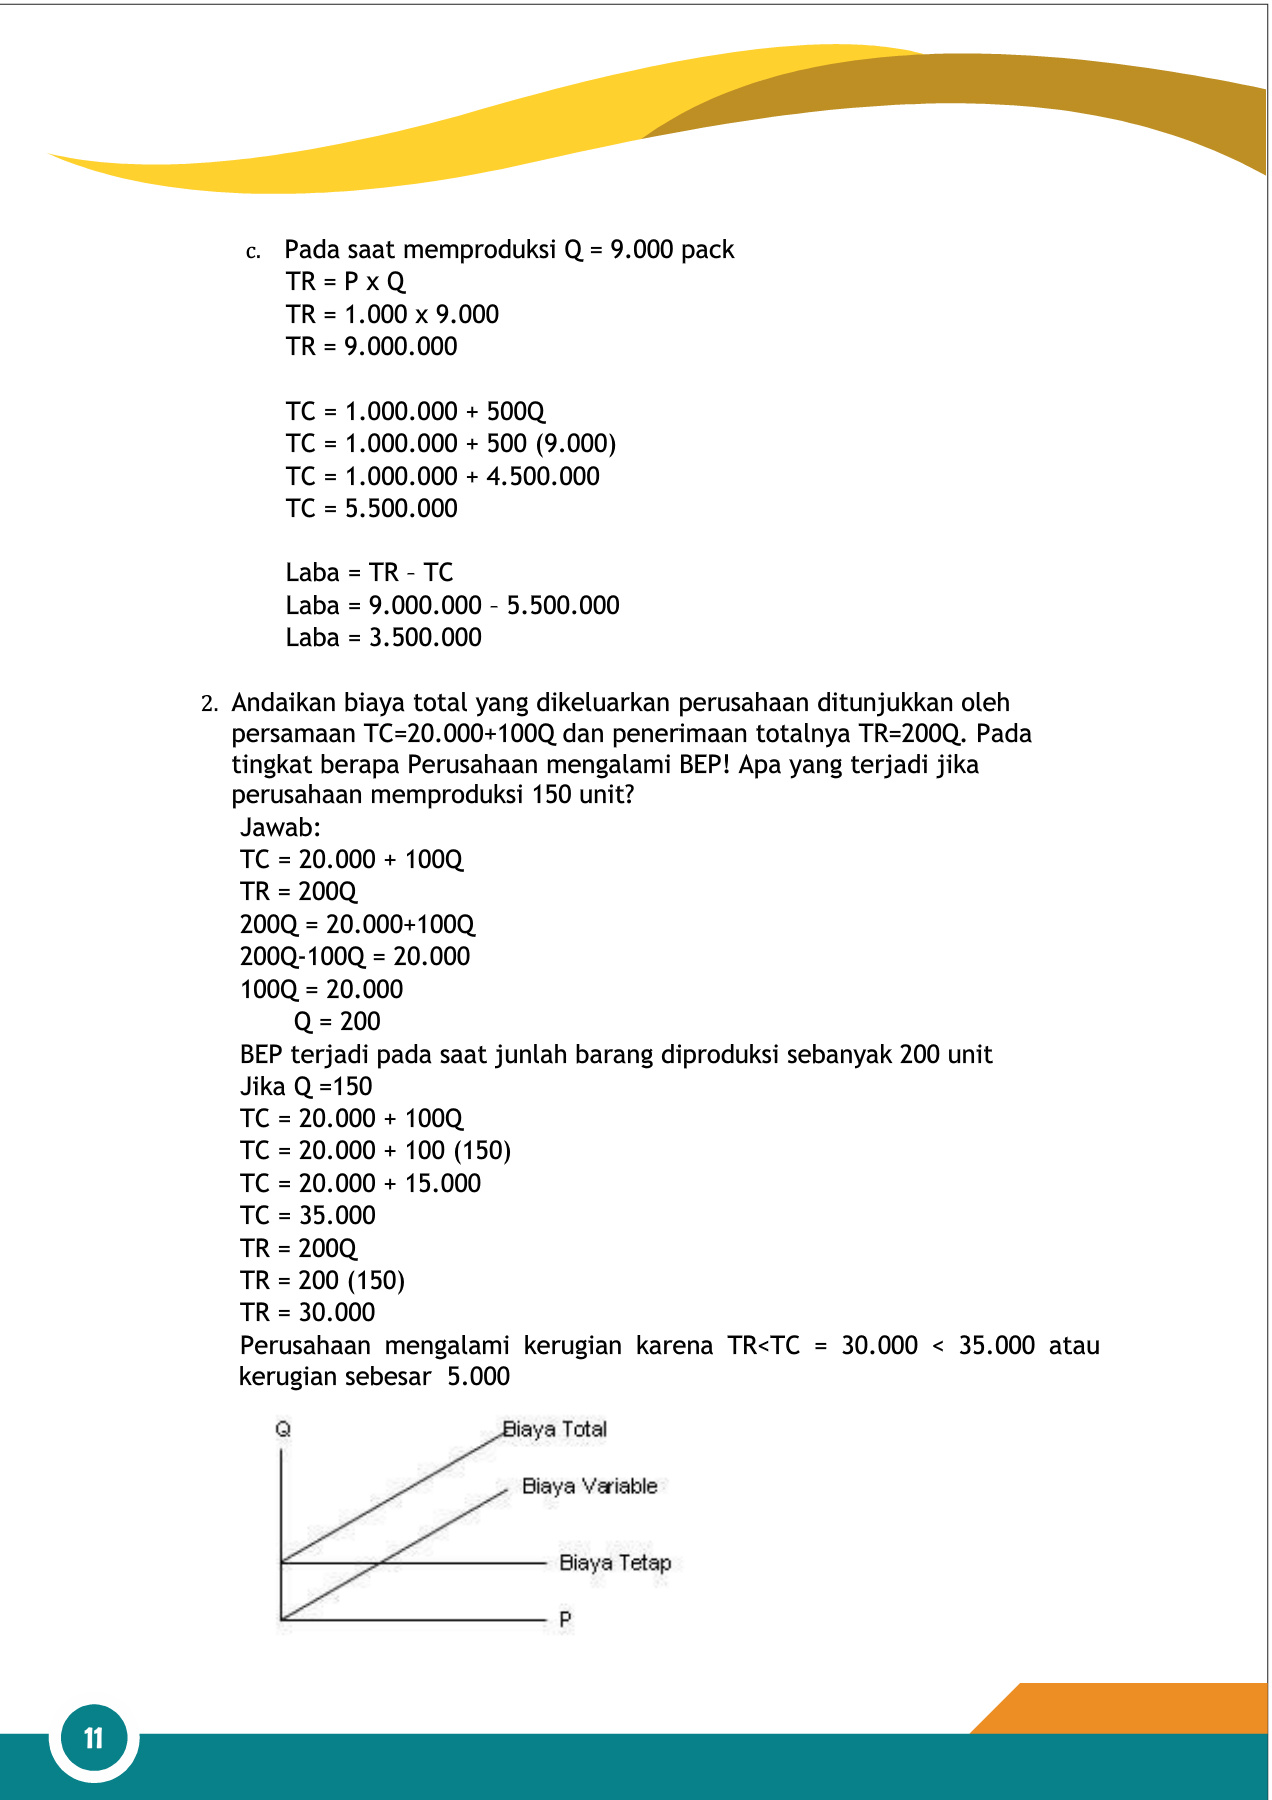 c. Pada saat memproduksi Q = 9.000 pack
TR = P x Q
TR = 1.000 x 9.000
TR = 9.000.000
TC = 1.000.000 + 500Q
TC = 1.000.000 + 500 (9.000)
TC = 1.000.000 + 4.500.000
TC = 5.500.000
Laba = TR – TC
Laba = 9.000.000 – 5.500.000
Laba = 3.500.000
2. Andaikan biaya total yang dikeluarkan perusahaan ditunjukkan oleh
persamaan TC=20.000+100Q dan penerimaan totalnya TR=200Q. Pada
tingkat berapa Perusahaan mengalami BEP! Apa yang terjadi jika
perusahaan memproduksi 150 unit?
Jawab:
TC = 20.000 + 100Q
TR = 200Q
200Q = 20.000+100Q
200Q-100Q = 20.000
100Q = 20.000
Q = 200
BEP terjadi pada saat junlah barang diproduksi sebanyak 200 unit
Jika Q =150
TC = 20.000 + 100Q
TC = 20.000 + 100 (150)
TC = 20.000 + 15.000
TC = 35.000
TR = 200Q
TR = 200 (150)
TR = 30.000
Perusahaan mengalami kerugian karena TR<TC = 30.000 < 35.000 atau
kerugian sebesar 5.000
Q
Biaya Total
Biaya Variable
Biaya Tetap
P
11